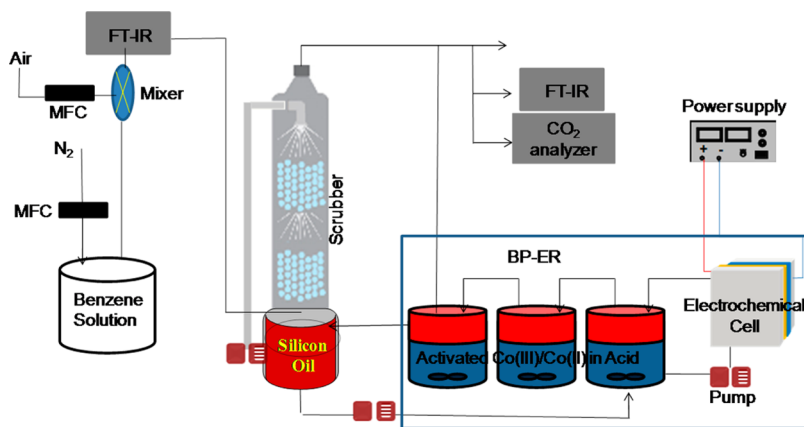 FT-IR
Air
MFC
Mixer
N2
MFC
Benzene
Solution
Scrubber
Silicon
Oil
FT-IR
CO2
analyzer
Power supply
+ -
BP-ER
Activated Co(III)/Co(II)in Acid
Electrochemical
Cell
Pump